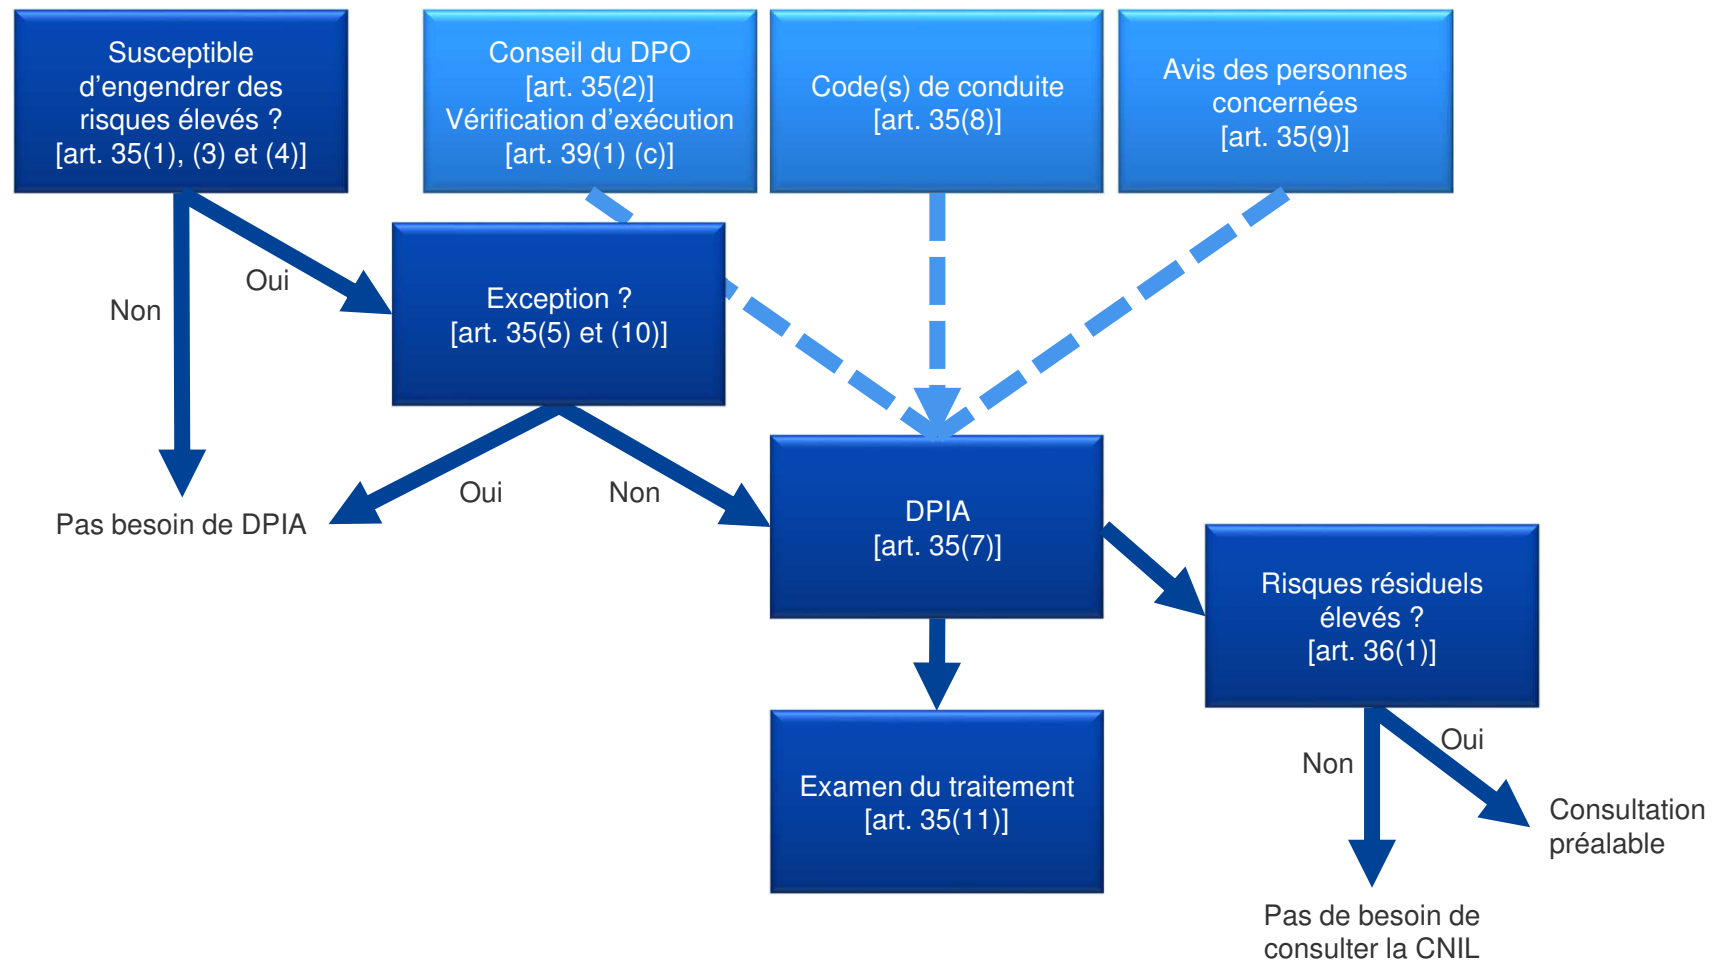 Susceptible
d'engendrer des
risques élevés ?
[art. 35(1), (3) et (4)]
Conseil du DPO
[art. 35(2)]
Vérification d'exécution
[art. 39(1) (c)]
Code(s) de conduite
[art. 35(8)]
Avis des personnes
concernées
[art. 35(9)]
Oui
Non
Exception ?
[art. 35(5) et (10)]
Oui
Non
Pas besoin de DPIA
DPIA
[art. 35(7)]
Risques résiduels
élevés ?
[art. 36(1)]
Examen du traitement
[art. 35(11)]
Oui
Non
Consultation
préalable
Pas de besoin de
consulter la CNIL